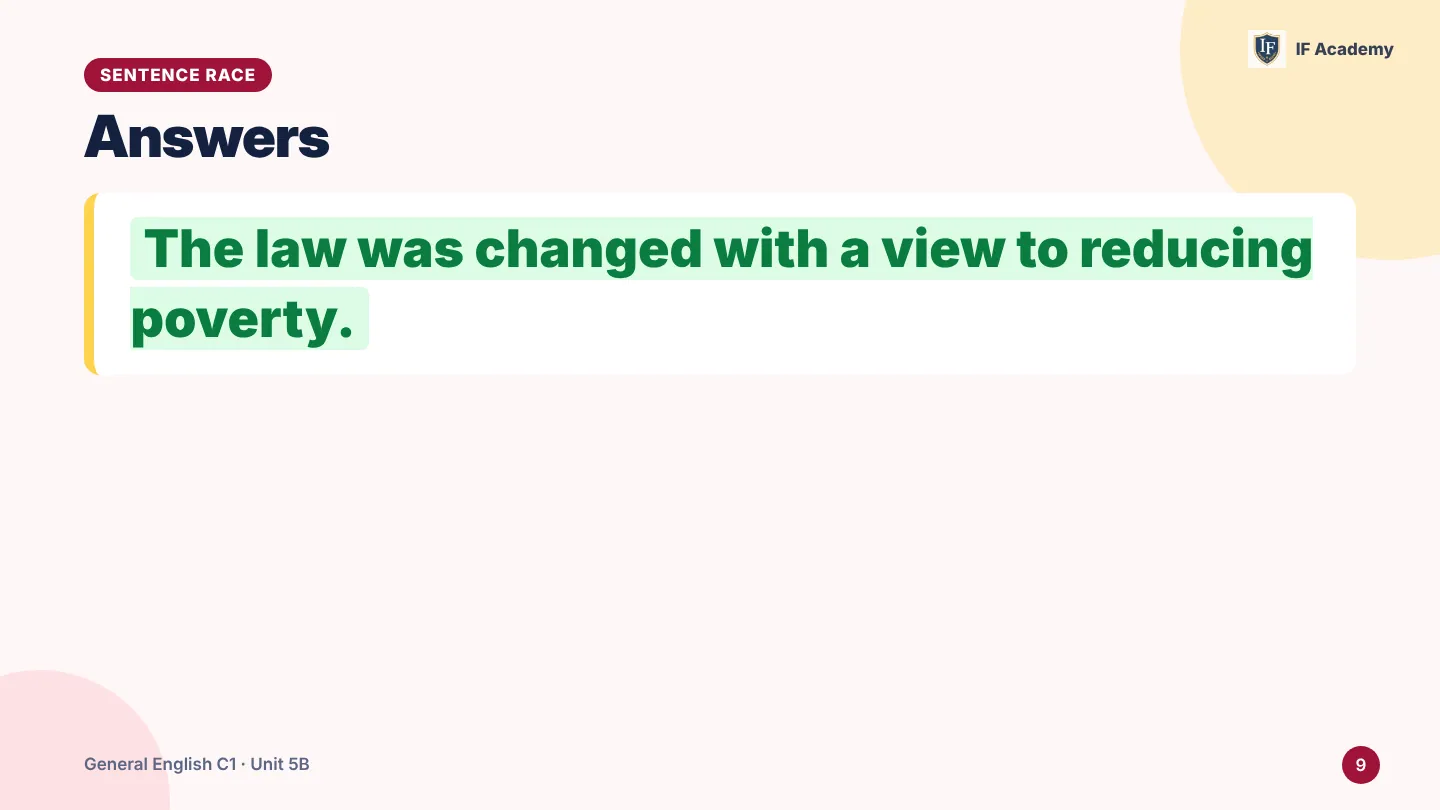 IF
IF Academy
SENTENCE RACE
Answers
The law was changed with a view to reducing
poverty.
General English C1 · Unit 5B
9